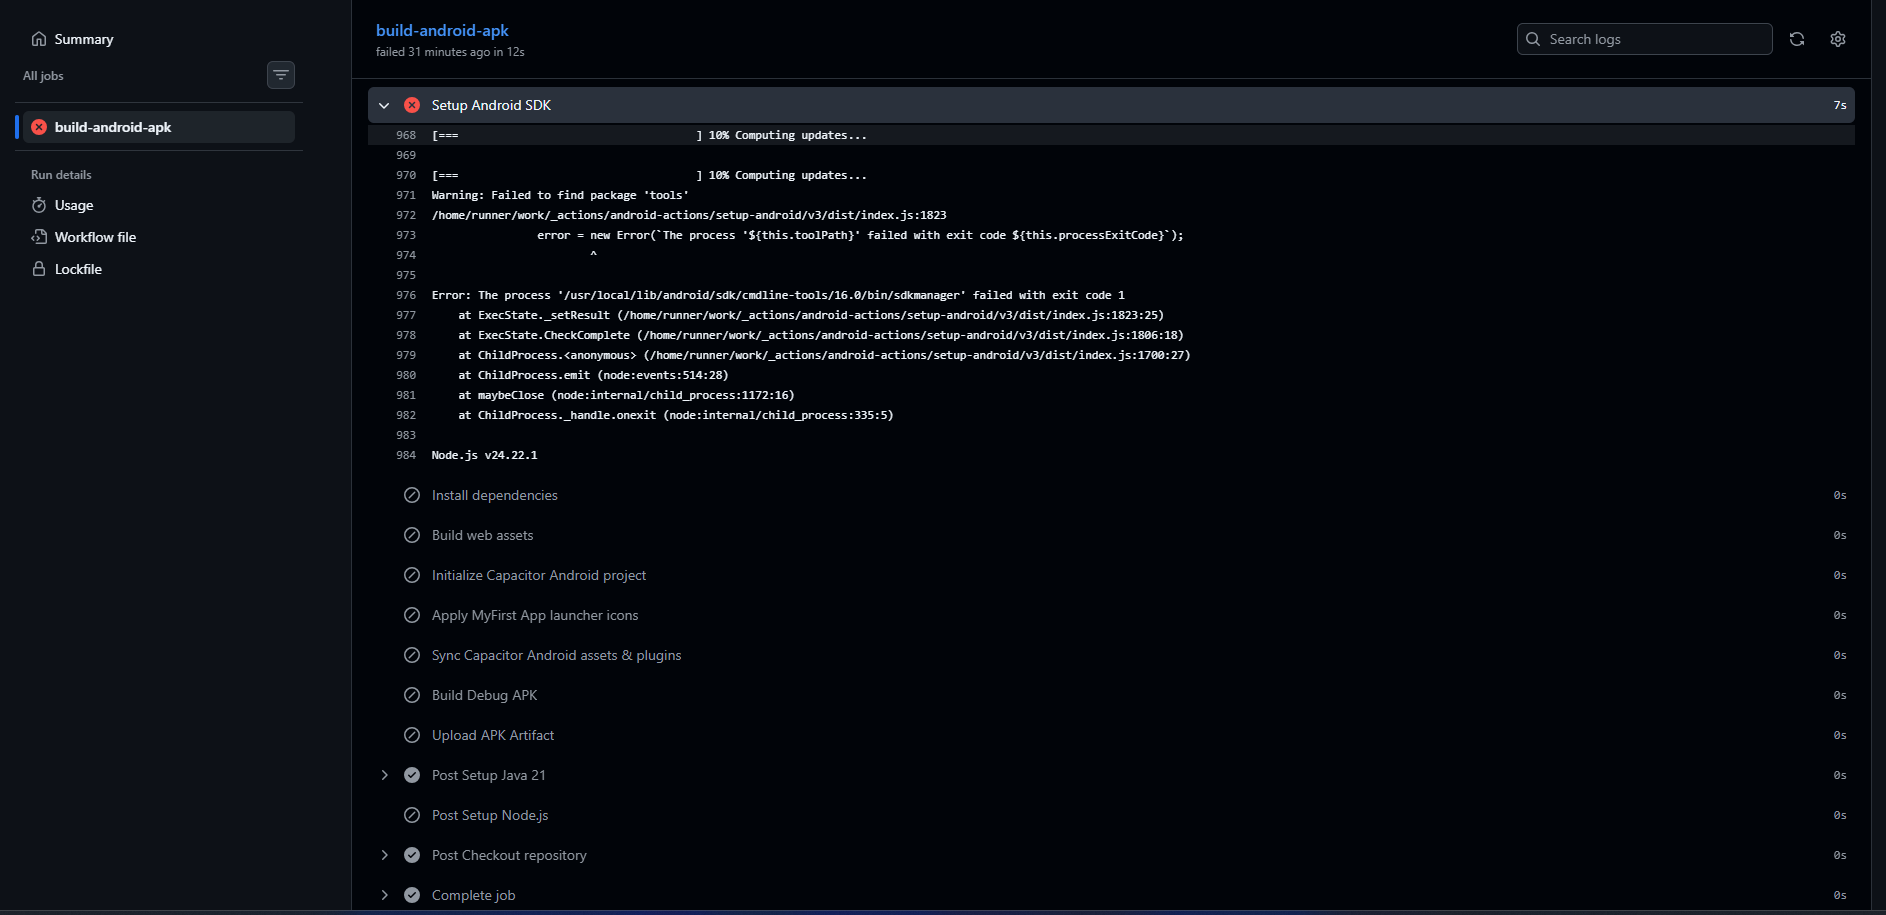 Summary
All jobs
build-android-apk
Run details
Usage
Workflow file
Lockfile
build-android-apk
failed 31 minutes ago in 12s
Search logs
Setup Android SDK 7s
968 [=== ] 10% Computing updates...
969
970 [=== ] 10% Computing updates...
971 Warning: Failed to find package 'tools'
972 /home/runner/work/_actions/android-actions/setup-android/v3/dist/index.js:1823
973 error = new Error(`The process '${this.toolPath}' failed with exit code ${this.processExitCode}`);
974 ^
975
976 Error: The process '/usr/local/lib/android/sdk/cmdline-tools/16.0/bin/sdkmanager' failed with exit code 1
977 at ExecState._setResult (/home/runner/work/_actions/android-actions/setup-android/v3/dist/index.js:1823:25)
978 at ExecState.CheckComplete (/home/runner/work/_actions/android-actions/setup-android/v3/dist/index.js:1806:18)
979 at ChildProcess.<anonymous> (/home/runner/work/_actions/android-actions/setup-android/v3/dist/index.js:1700:27)
980 at ChildProcess.emit (node:events:514:28)
981 at maybeClose (node:internal/child_process:1172:16)
982 at ChildProcess._handle.onexit (node:internal/child_process:335:5)
983
984 Node.js v24.22.1
Install dependencies 0s
Build web assets 0s
Initialize Capacitor Android project 0s
Apply MyFirst App launcher icons 0s
Sync Capacitor Android assets & plugins 0s
Build Debug APK 0s
Upload APK Artifact 0s
Post Setup Java 21 0s
Post Setup Node.js 0s
Post Checkout repository 0s
Complete job 0s